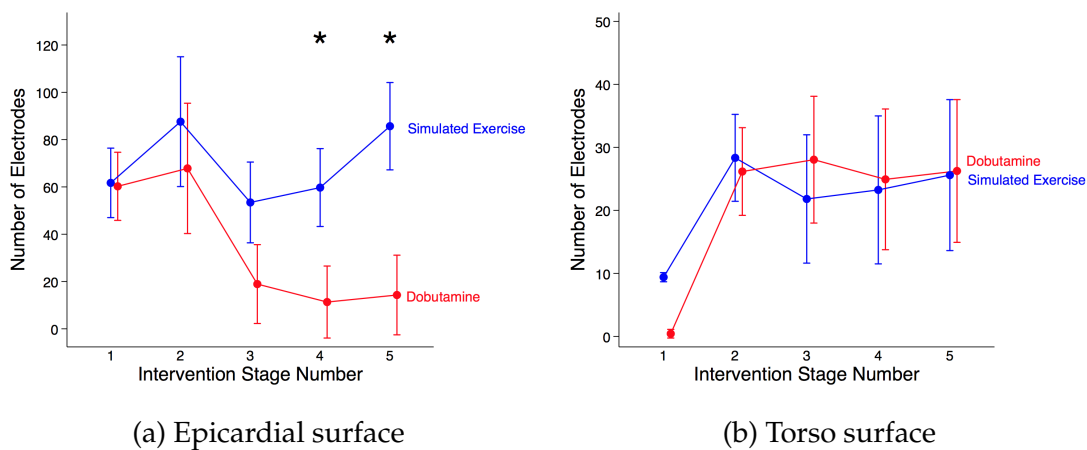 Number of Electrodes
120
100
80
60
40
20
0
* *
Simulated Exercise
Dobutamine
1 2 3 4 5
Intervention Stage Number
(a) Epicardial surface
Number of Electrodes
50
40
30
20
10
0
Dobutamine
Simulated Exercise
1 2 3 4 5
Intervention Stage Number
(b) Torso surface